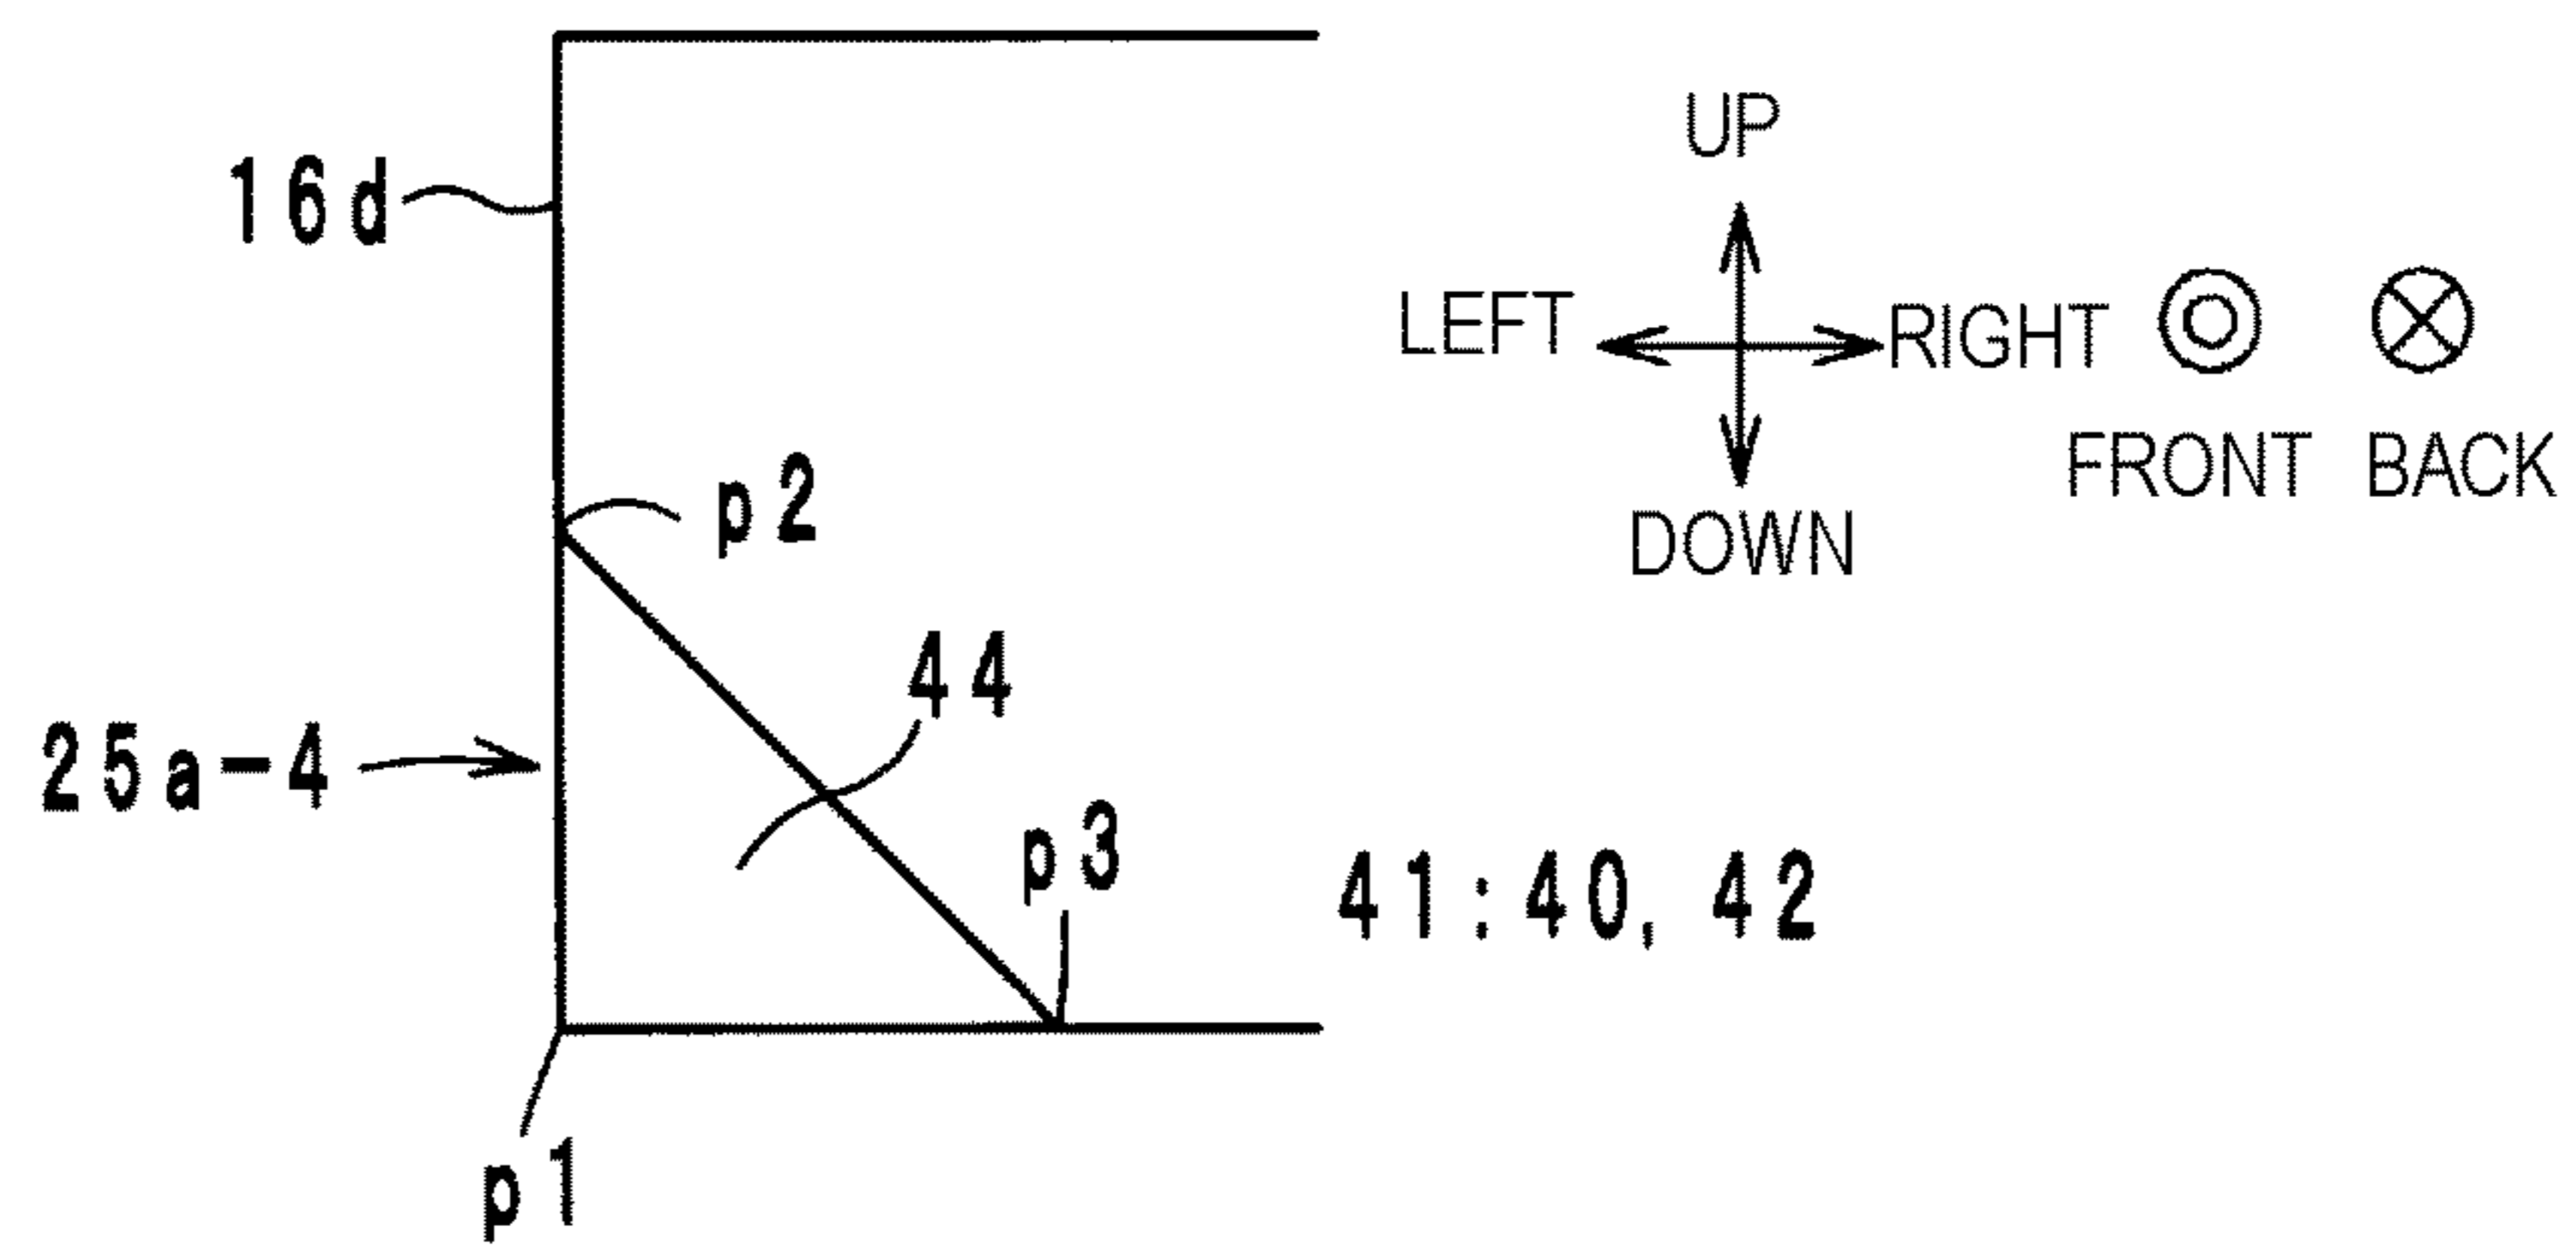 UP
16d
LEFT
RIGHT
FRONT BACK
p2
DOWN
44
25a-4
p3
41:40, 42
p1